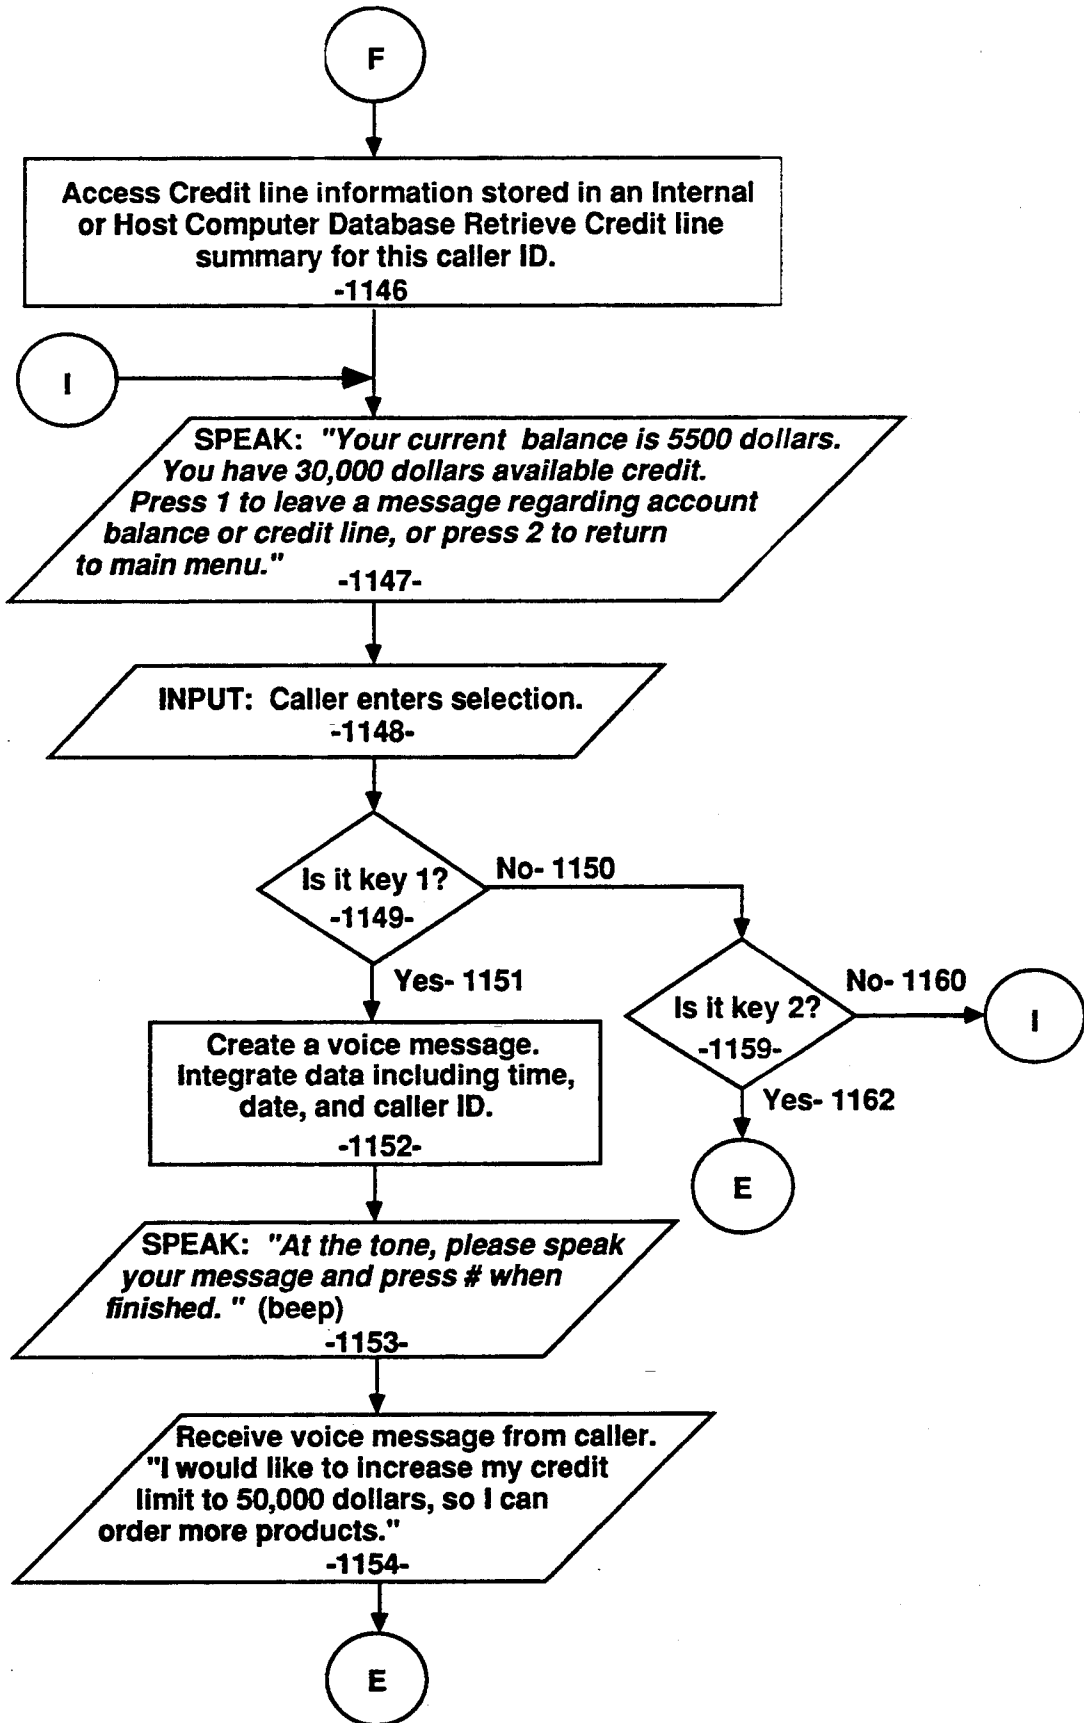 F
Access Credit line information stored in an Internal
or Host Computer Database Retrieve Credit line
summary for this caller ID.
-1146
I
SPEAK: "Your current balance is 5500 dollars.
You have 30,000 dollars available credit.
Press 1 to leave a message regarding account
balance or credit line, or press 2 to return
to main menu."
-1147-
INPUT: Caller enters selection.
-1148-
Is it key 1?
-1149-
No- 1150
Yes- 1151
Is it key 2?
-1159-
No- 1160
I
Yes- 1162
E
Create a voice message.
Integrate data including time,
date, and caller ID.
-1152-
SPEAK: "At the tone, please speak
your message and press # when
finished. " (beep)
-1153-
Receive voice message from caller.
"I would like to increase my credit
limit to 50,000 dollars, so I can
order more products."
-1154-
E